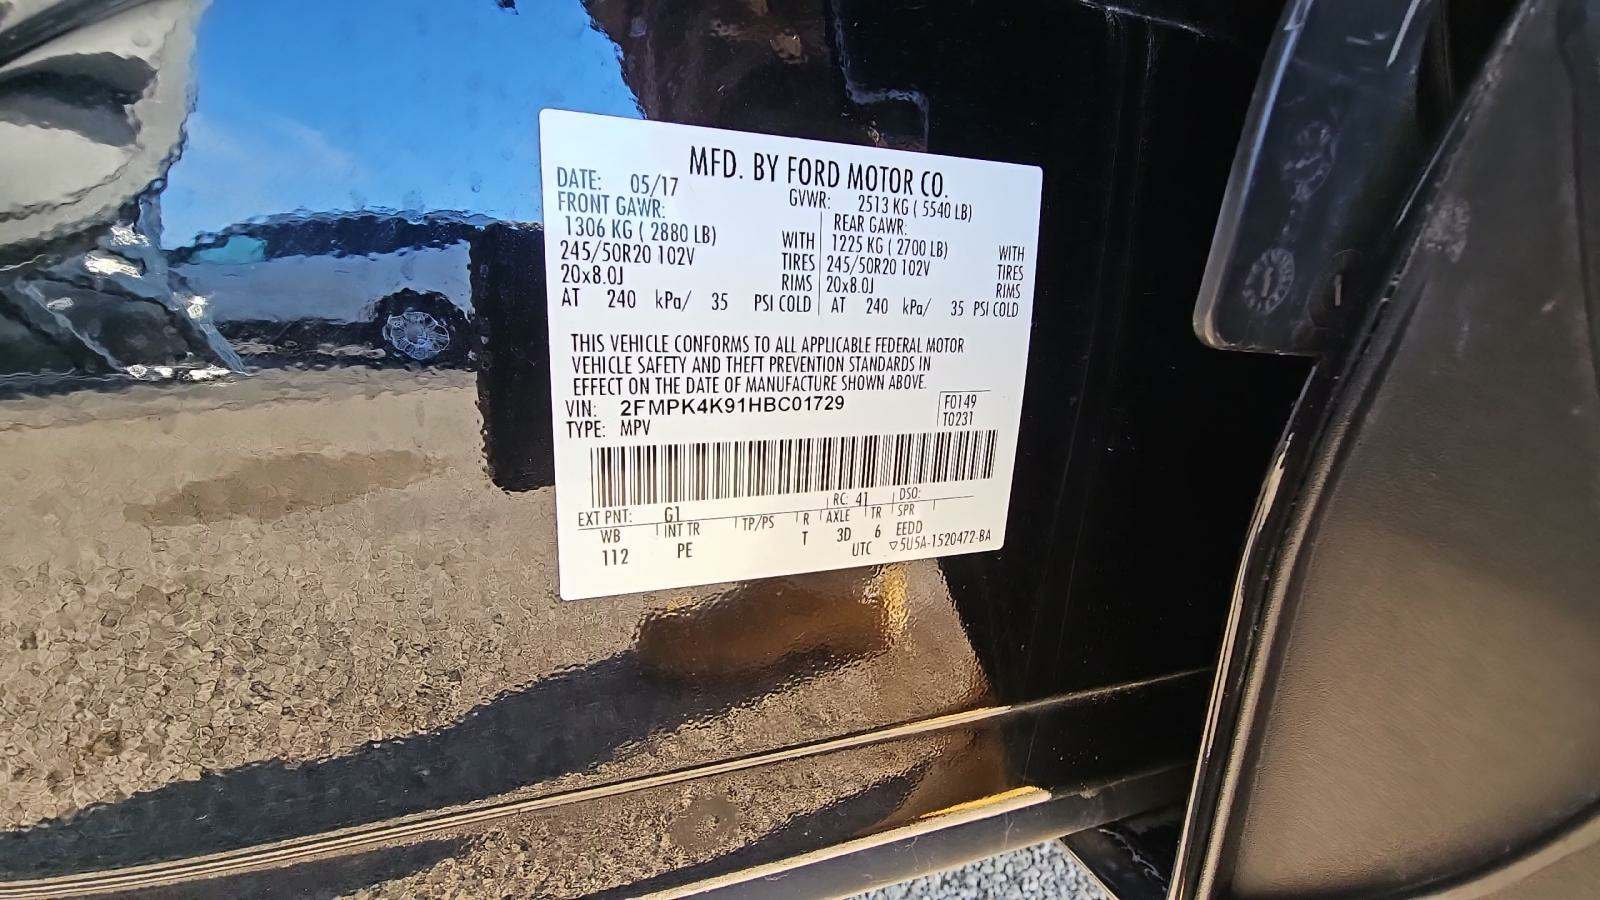 MFD. BY FORD MOTOR CO.
DATE: 05/17 GVWR: 2513 KG ( 5540 LB)
FRONT GAWR: REAR GAWR:
1306 KG ( 2880 LB) WITH 1225 KG ( 2700 LB) WITH
245/50R20 102V TIRES 245/50R20 102V TIRES
20x8.0J RIMS 20x8.0J RIMS
AT 240 kPa/ 35 PSI COLD AT 240 kPa/ 35 PSI COLD
THIS VEHICLE CONFORMS TO ALL APPLICABLE FEDERAL MOTOR
VEHICLE SAFETY AND THEFT PREVENTION STANDARDS IN
EFFECT ON THE DATE OF MANUFACTURE SHOWN ABOVE.
VIN: 2FMPK4K91HBC01729 F0149
TYPE: MPV T0231
EXT PNT: G1 RC: 41 DSO:
WB INT TR TP/PS R AXLE TR SPR
112 PE T 3D 6 EEDD
UTC ▽5U5A-1520472-BA